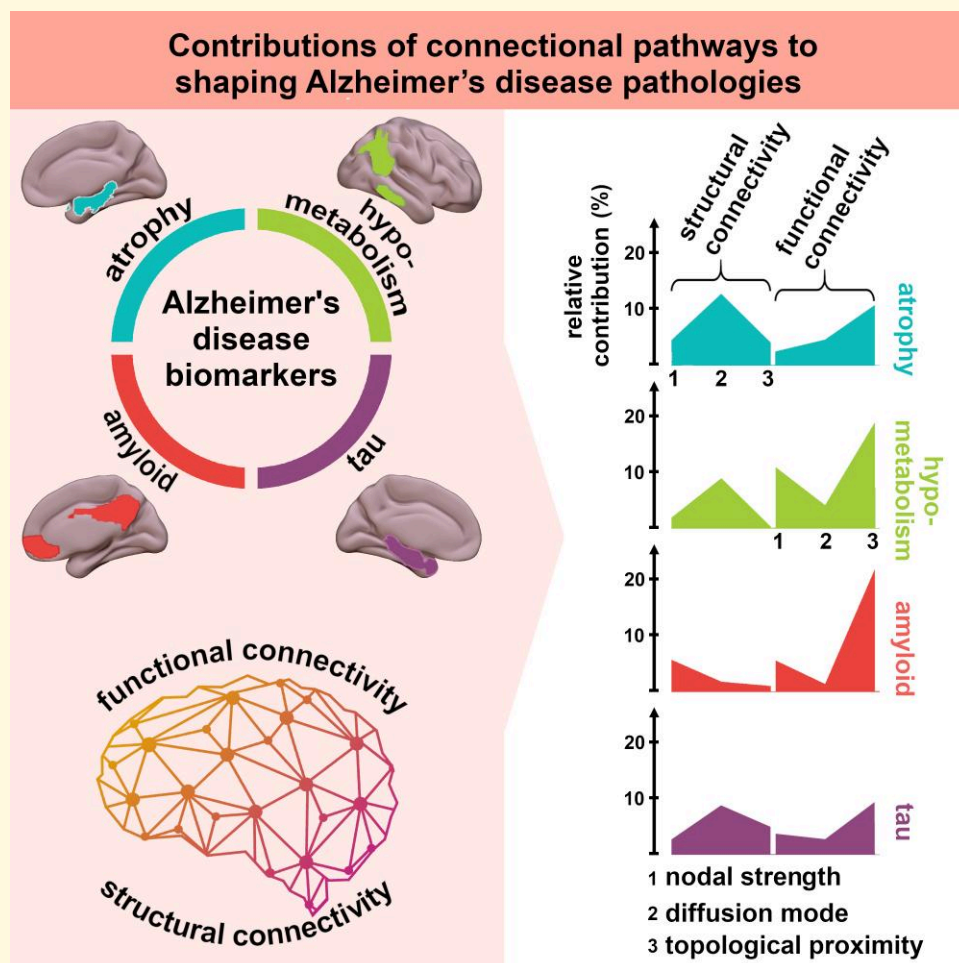 Contributions of connectional pathways to
shaping Alzheimer's disease pathologies
atrophy
hypo-
metabolism
Alzheimer's
disease
biomarkers
amyloid
tau
functional connectivity
structural connectivity
relative
contribution (%)
structural
connectivity
functional
connectivity
20
10
1 2 3
atrophy
20
10
1 2 3
hypo-
metabolism
20
10
amyloid
20
10
tau
1 nodal strength
2 diffusion mode
3 topological proximity